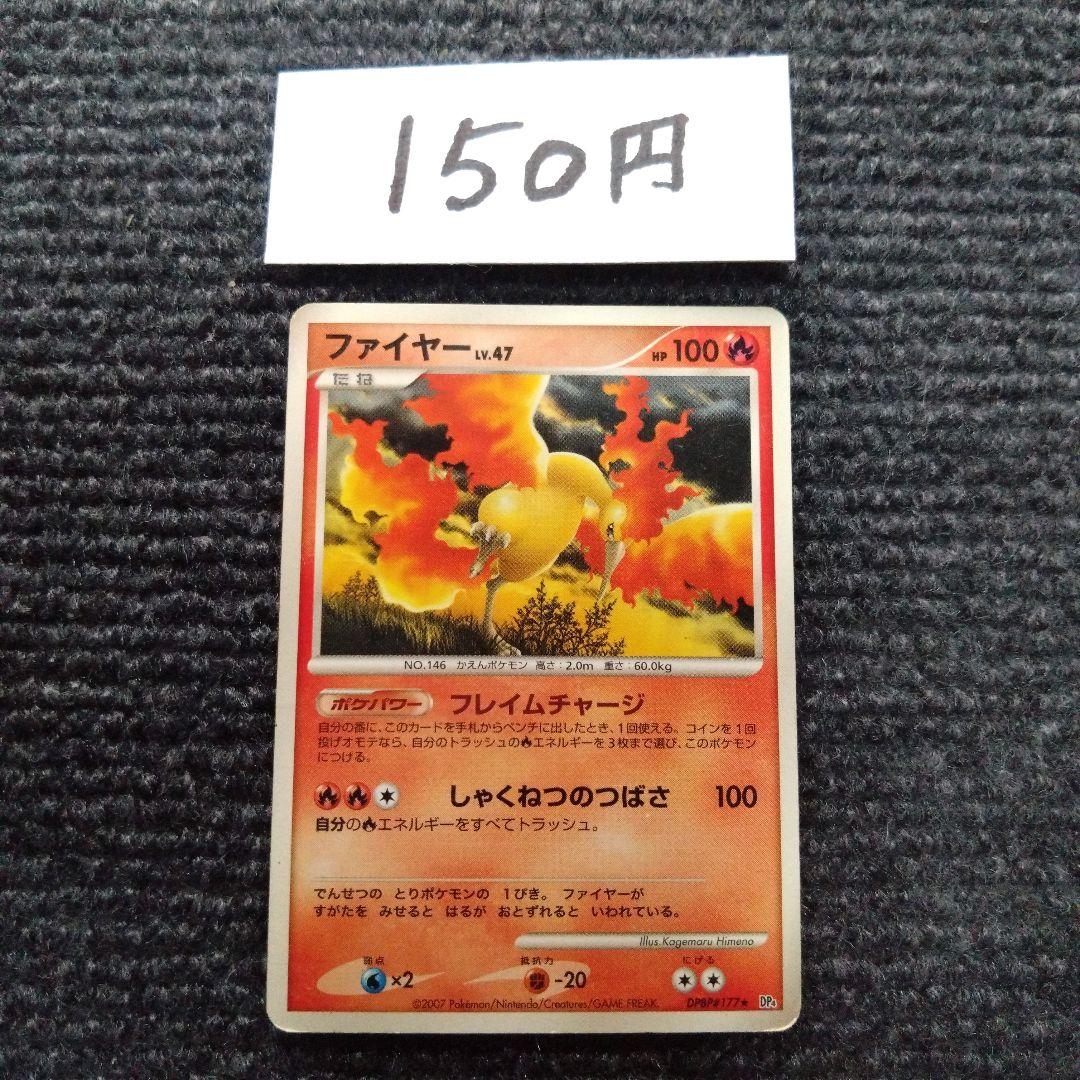 150円
ファイヤー LV.47 HP 100
たね
NO.146 かえんポケモン 高さ:2.0m 重さ:60.0kg
ポケパワー フレイムチャージ
自分の番に、このカードを手札からベンチに出したとき、1回使える。コインを1回
投げオモテなら、自分のトラッシュのエネルギーを3枚まで選び、このポケモン
につける。
しゃくねつのつばさ 100
自分のエネルギーをすべてトラッシュ。
でんせつの とりポケモンの 1ぴき。 ファイヤーが
すがたを みせると はるが おとずれると いわれている。
Illus.Kagemaru Himeno
弱点 抵抗力 にげる
×2 -20
©2007 Pokémon/Nintendo/Creatures/GAME FREAK. DPBP#177★ DP4